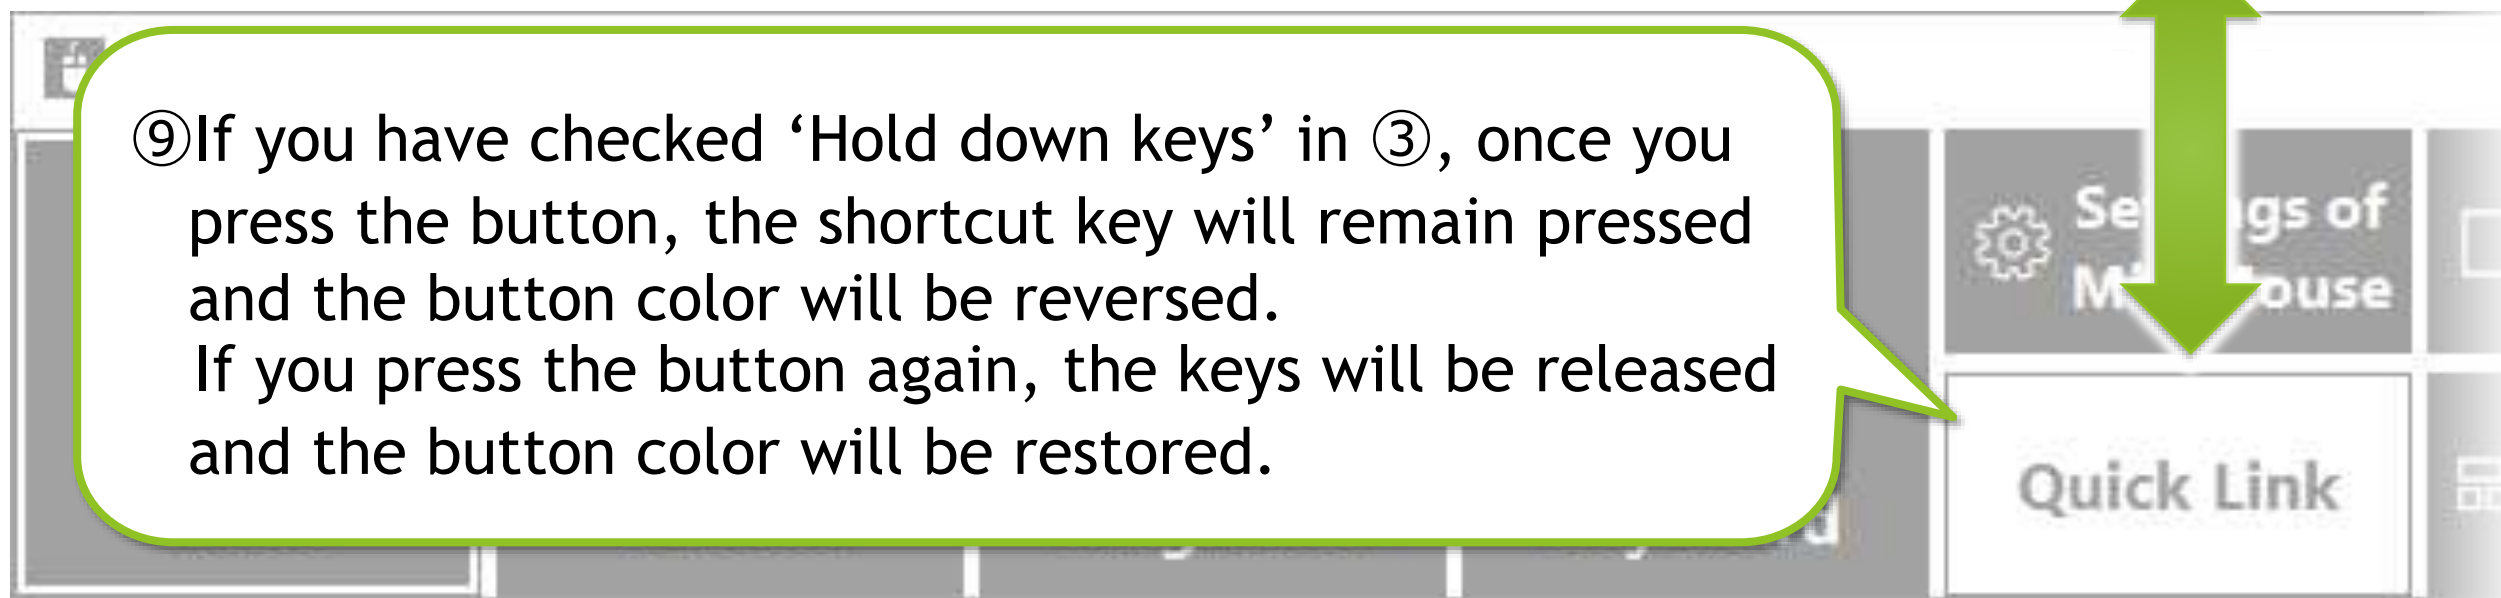 ⑨If you have checked ‘Hold down keys’ in ③, once you
press the button, the shortcut key will remain pressed
and the button color will be reversed.
If you press the button again, the keys will be released
and the button color will be restored.
of
Quick Link